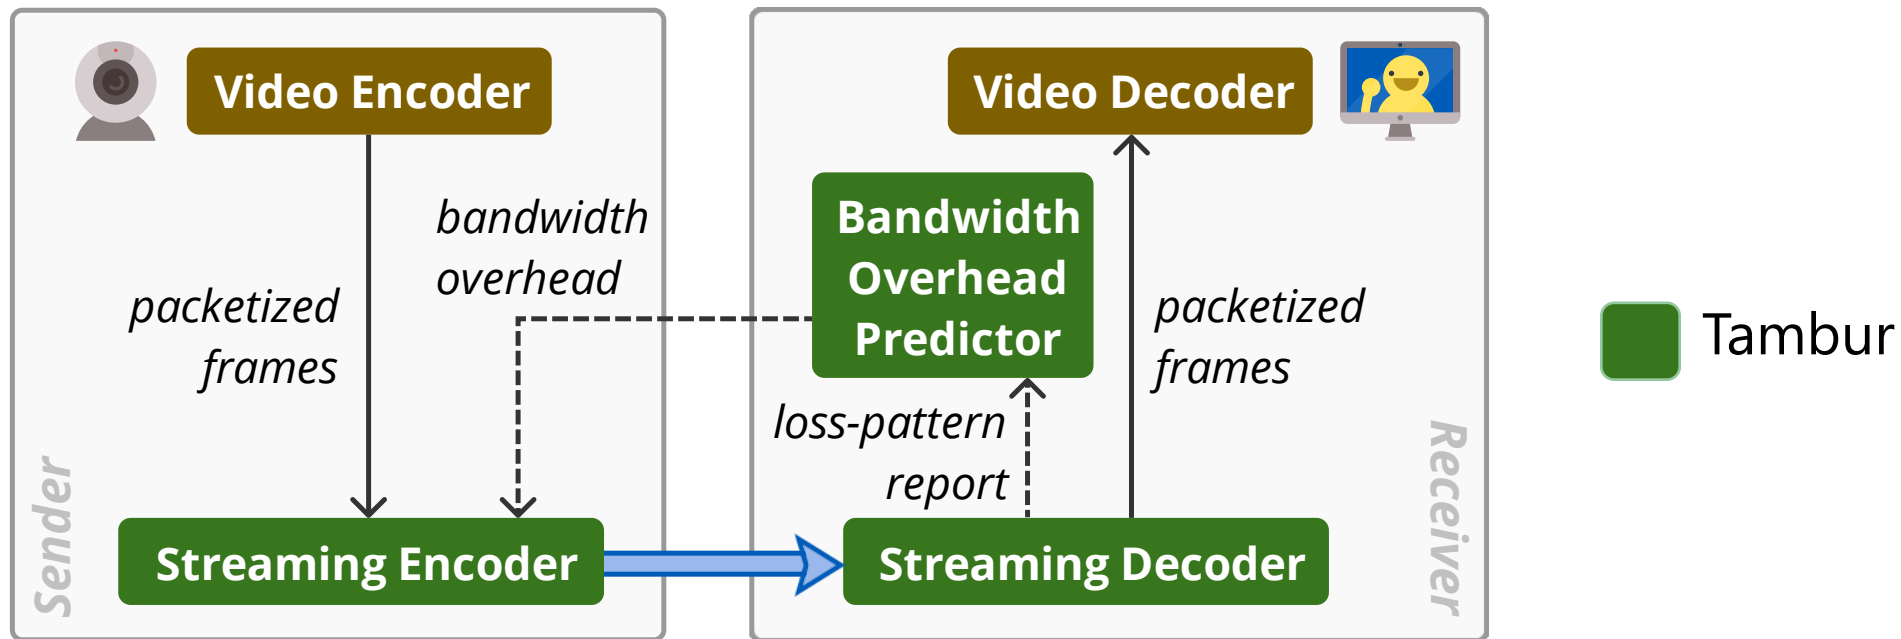 Video Encoder
Video Decoder
bandwidth
overhead
Bandwidth
Overhead
Predictor
packetized
frames
packetized
frames
Tambur
loss-pattern
report
Sender
Receiver
Streaming Encoder
Streaming Decoder